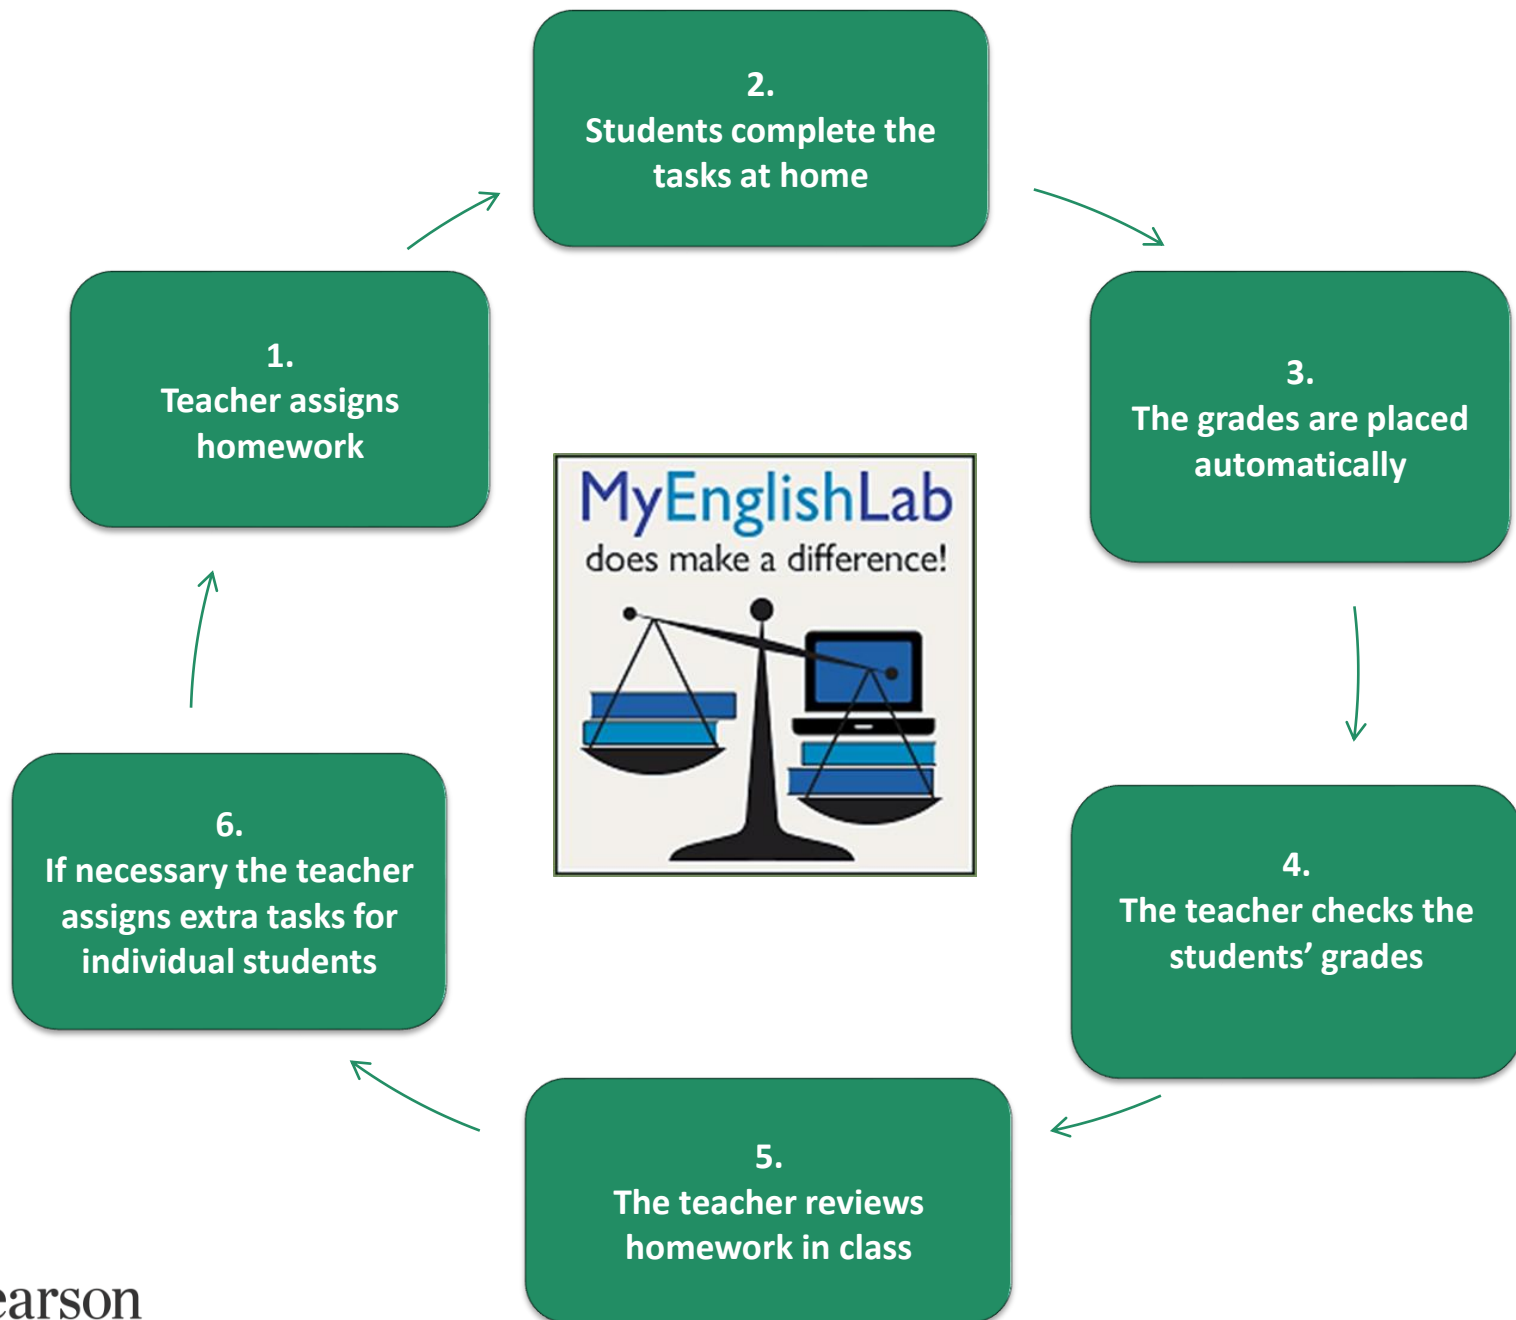 2.
Students complete the
tasks at home
1.
Teacher assigns
homework
3.
The grades are placed
automatically
MyEnglishLab
does make a difference!
6.
If necessary the teacher
assigns extra tasks for
individual students
4.
The teacher checks the
students’ grades
5.
The teacher reviews
homework in class
earson